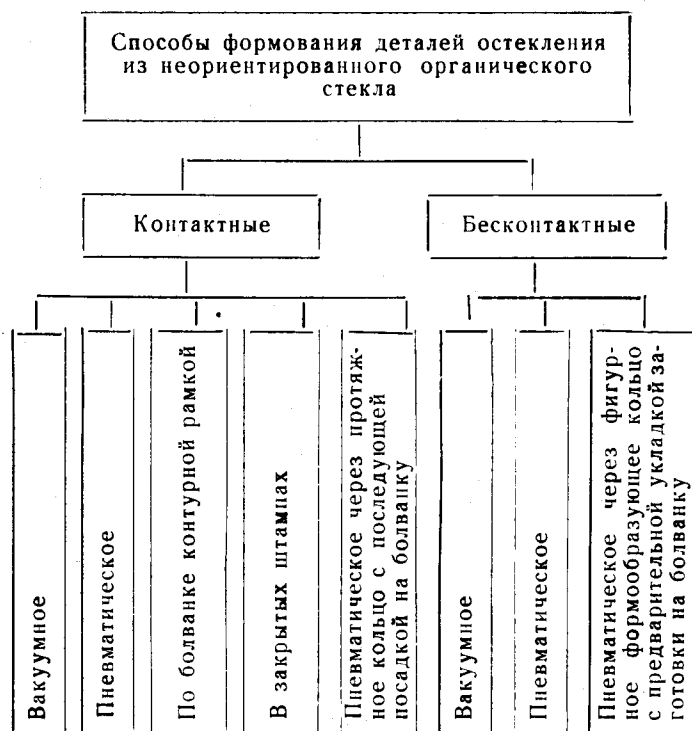 Способы формования деталей остекления
из неориентированного органического
стекла
Контактные
Бесконтактные
Вакуумное
Пневматическое
По болванке контурной рамкой
В закрытых штампах
Пневматическое через протяж-
ное кольцо с последующей
посадкой на болванку
Вакуумное
Пневматическое
Пневматическое через фигур-
ное формообразующее кольцо
с предварительной укладкой за-
готовки на болванку